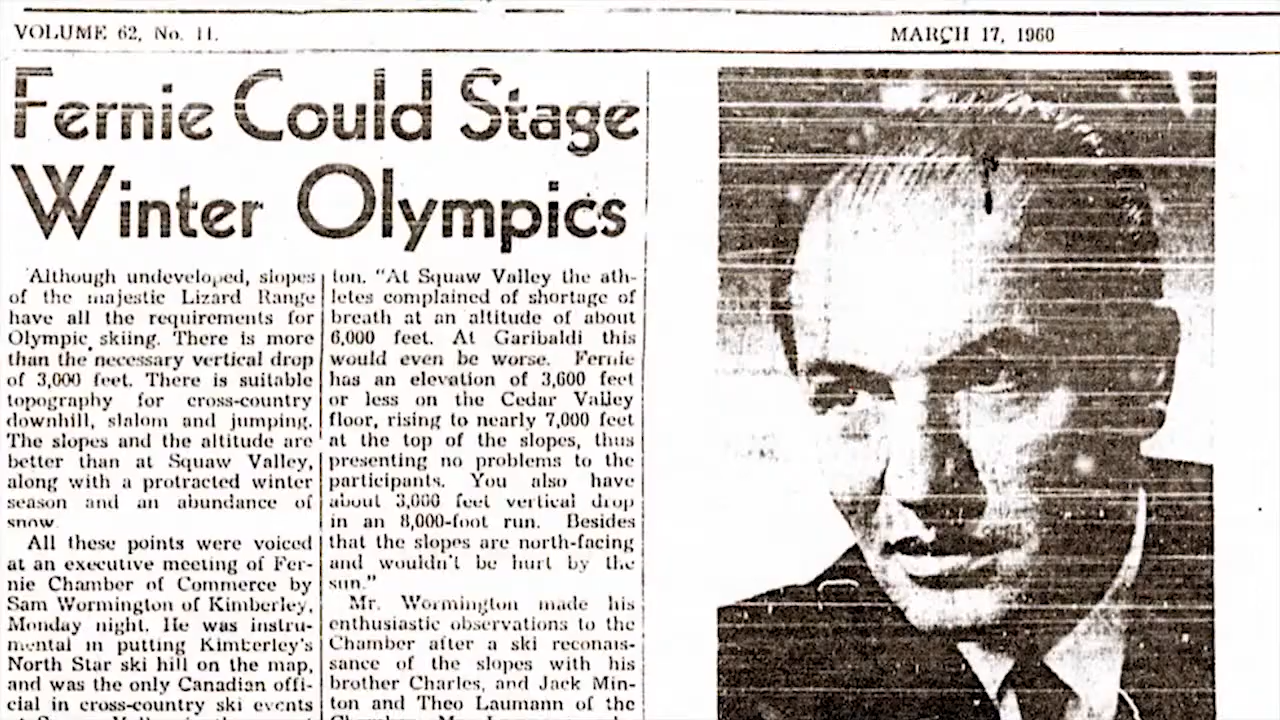 VOLUME 62, No. 11.
MARCH 17, 1960
Fernie Could Stage
Winter Olympics
Although undeveloped, slopes
of the majestic Lizard Range
have all the requirements for
Olympic skiing. There is more
than the necessary vertical drop
of 3,000 feet. There is suitable
topography for cross-country
downhill, slalom and jumping.
The slopes and the altitude are
better than at Squaw Valley,
along with a protracted winter
season and an abundance of
snow.
All these points were voiced
at an executive meeting of Fer-
nie Chamber of Commerce by
Sam Wormington of Kimberley,
Monday night. He was instru-
mental in putting Kimberley's
North Star ski hill on the map,
and was the only Canadian offi-
cial in cross-country ski events
ton. "At Squaw Valley the ath-
letes complained of shortage of
breath at an altitude of about
6,000 feet. At Garibaldi this
would even be worse. Fernie
has an elevation of 3,600 feet
or less on the Cedar Valley
floor, rising to nearly 7,000 feet
at the top of the slopes, thus
presenting no problems to the
participants. You also have
about 3,000 feet vertical drop
in an 8,000-foot run. Besides
that the slopes are north-facing
and wouldn't be hurt by the
sun."
Mr. Wormington made his
enthusiastic observations to the
Chamber after a ski reconais-
sance of the slopes with his
brother Charles, and Jack Min-
ton and Theo Laumann of the